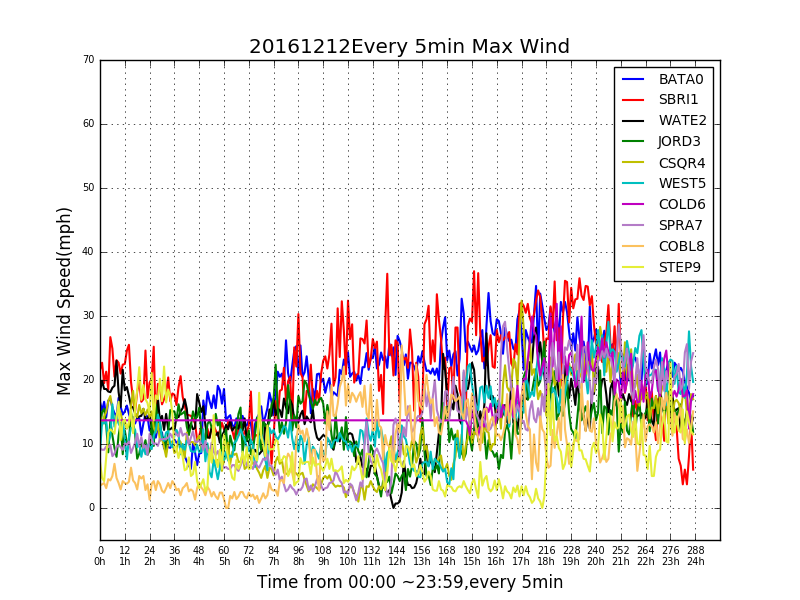 20161212Every 5min Max Wind
70
60
50
40
30
20
10
0
Max Wind Speed(mph)
BATA0
SBRI1
WATE2
JORD3
CSQR4
WEST5
COLD6
SPRA7
COBL8
STEP9
0 12 24 36 48 60 72 84 96 108 120 132 144 156 168 180 192 204 216 228 240 252 264 276 288
0h 1h 2h 3h 4h 5h 6h 7h 8h 9h 10h 11h 12h 13h 14h 15h 16h 17h 18h 19h 20h 21h 22h 23h 24h
Time from 00:00 ~23:59,every 5min